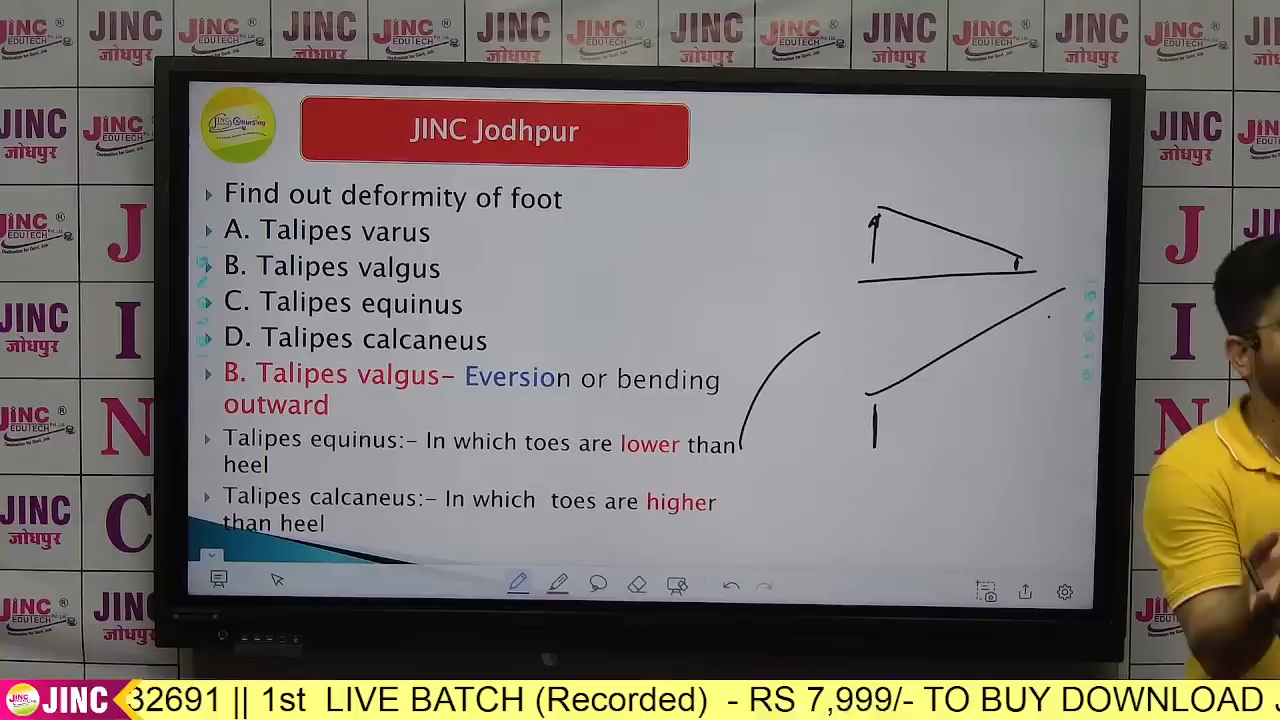 JINC Jodhpur
Find out deformity of foot
A. Talipes varus
B. Talipes valgus
C. Talipes equinus
D. Talipes calcaneus
B. Talipes valgus- Eversion or bending
outward
Talipes equinus:- In which toes are lower than
heel
Talipes calcaneus:- In which toes are higher
than heel
JINC
EDUTECH
जोधपुर
J
I
N
C
JINC
32691 || 1st LIVE BATCH (Recorded) - RS 7,999/- TO BUY DOWNLOAD